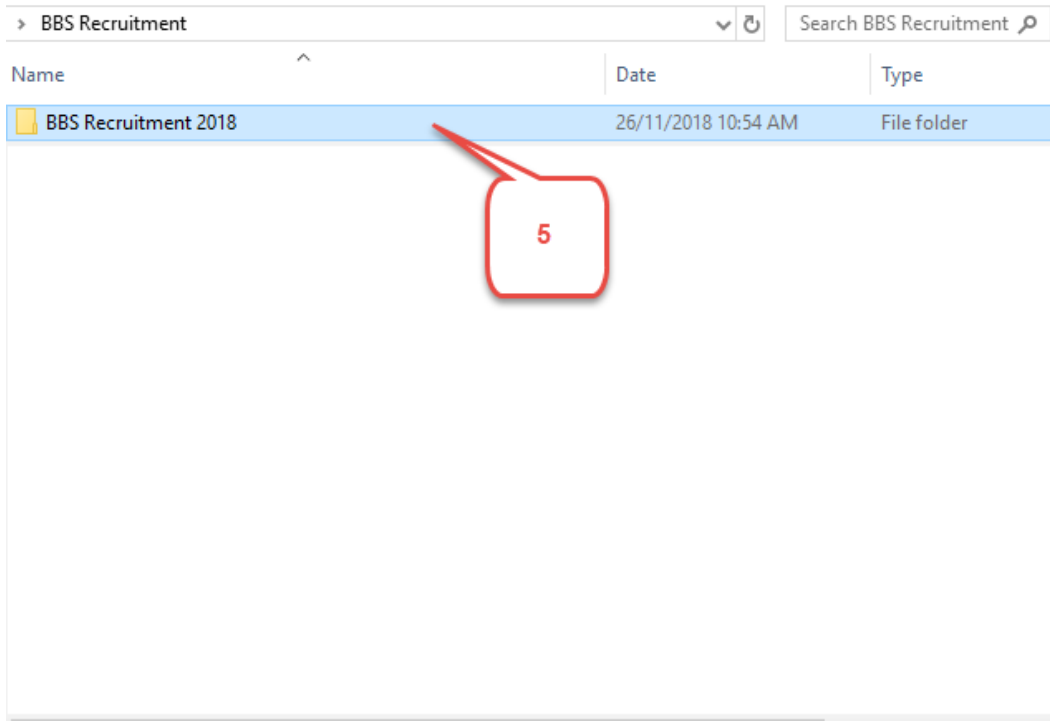 BBS Recruitment
Search BBS Recruitment
Name Date Type
BBS Recruitment 2018 26/11/2018 10:54 AM File folder
5